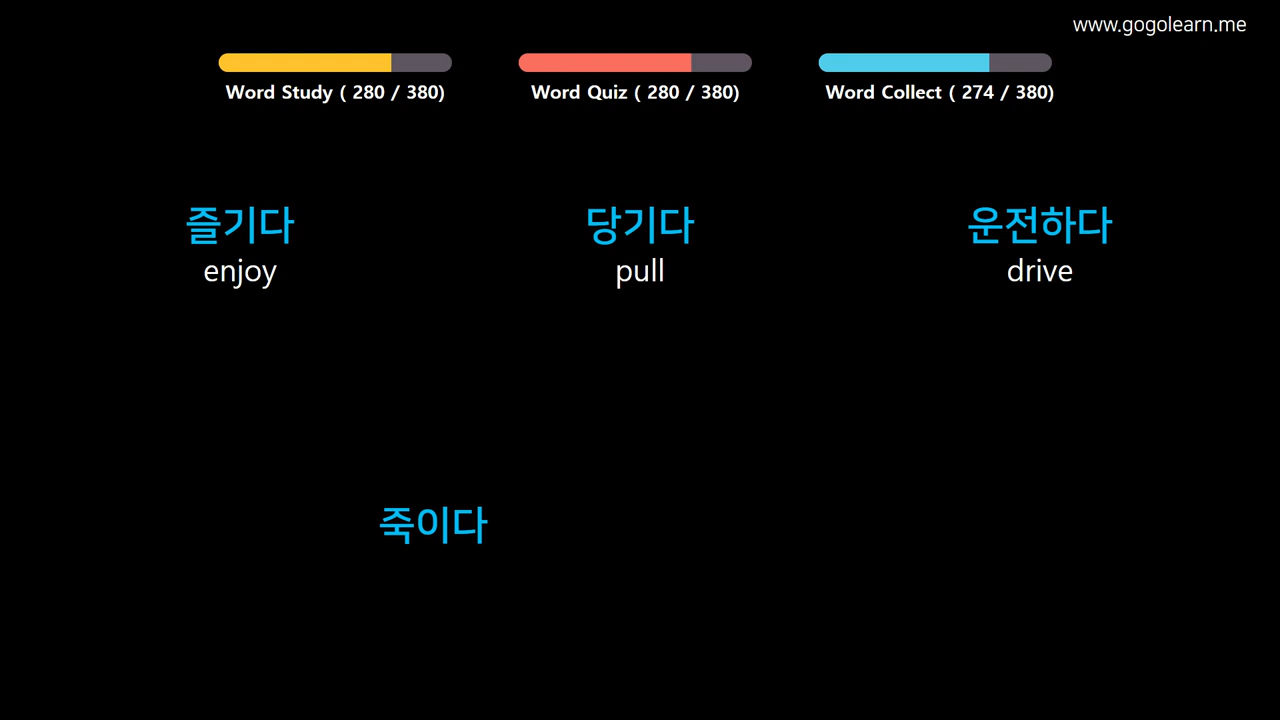 www.gogolearn.me
Word Study ( 280 / 380)
Word Quiz ( 280 / 380)
Word Collect ( 274 / 380)
즐기다
enjoy
당기다
pull
운전하다
drive
죽이다